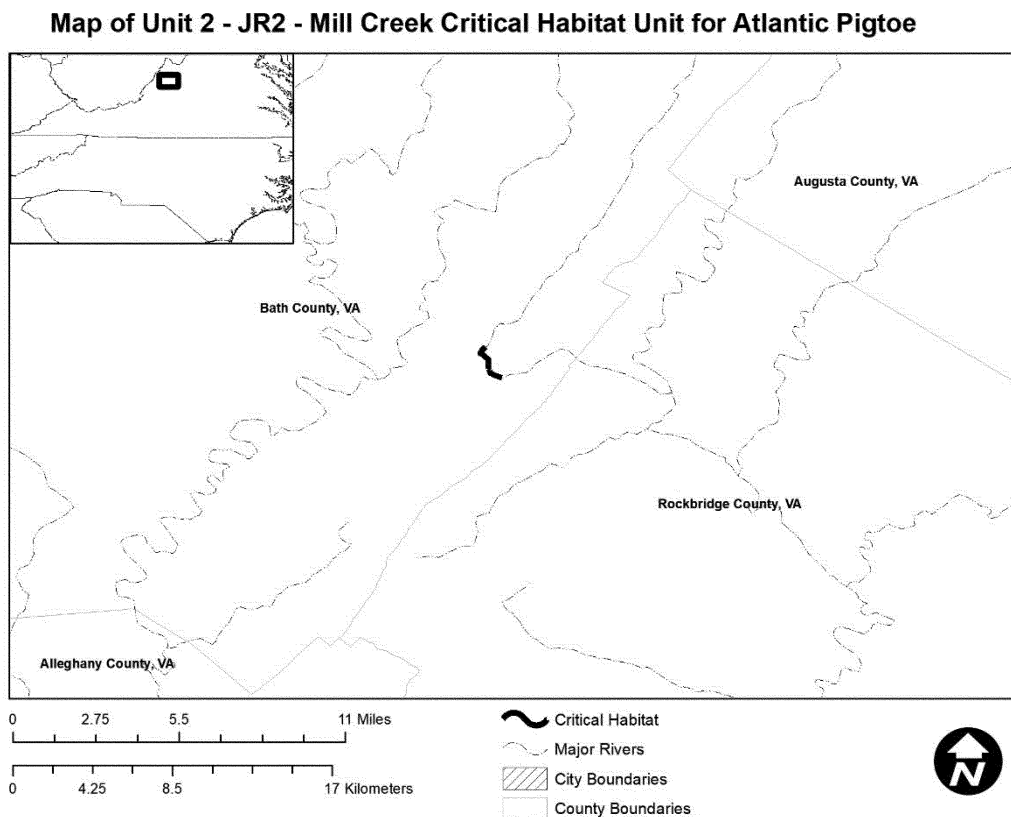 Map of Unit 2 - JR2 - Mill Creek Critical Habitat Unit for Atlantic Pigtoe
Augusta County, VA
Bath County, VA
Rockbridge County, VA
Alleghany County, VA
0 2.75 5.5 11 Miles
0 4.25 8.5 17 Kilometers
Critical Habitat
Major Rivers
City Boundaries
County Boundaries
N